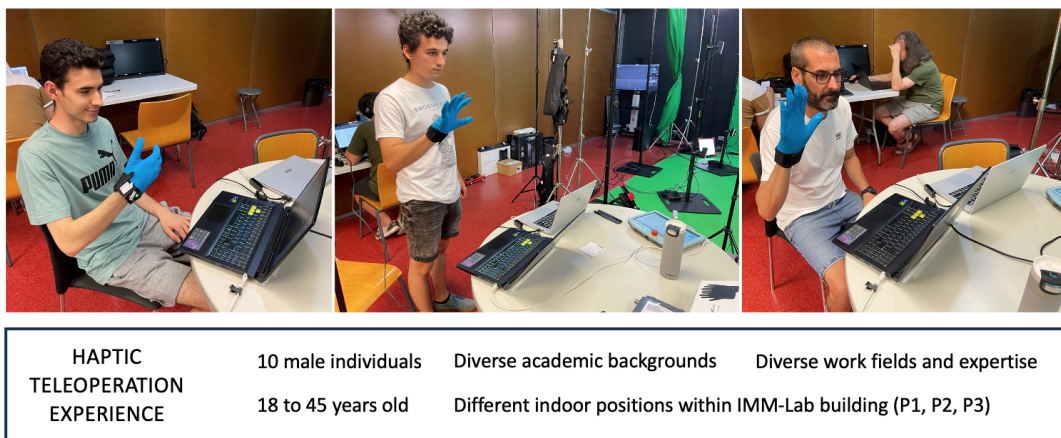 PUMA
HAPTIC
TELEOPERATION
EXPERIENCE
10 male individuals
Diverse academic backgrounds
Diverse work fields and expertise
18 to 45 years old
Different indoor positions within IMM-Lab building (P1, P2, P3)